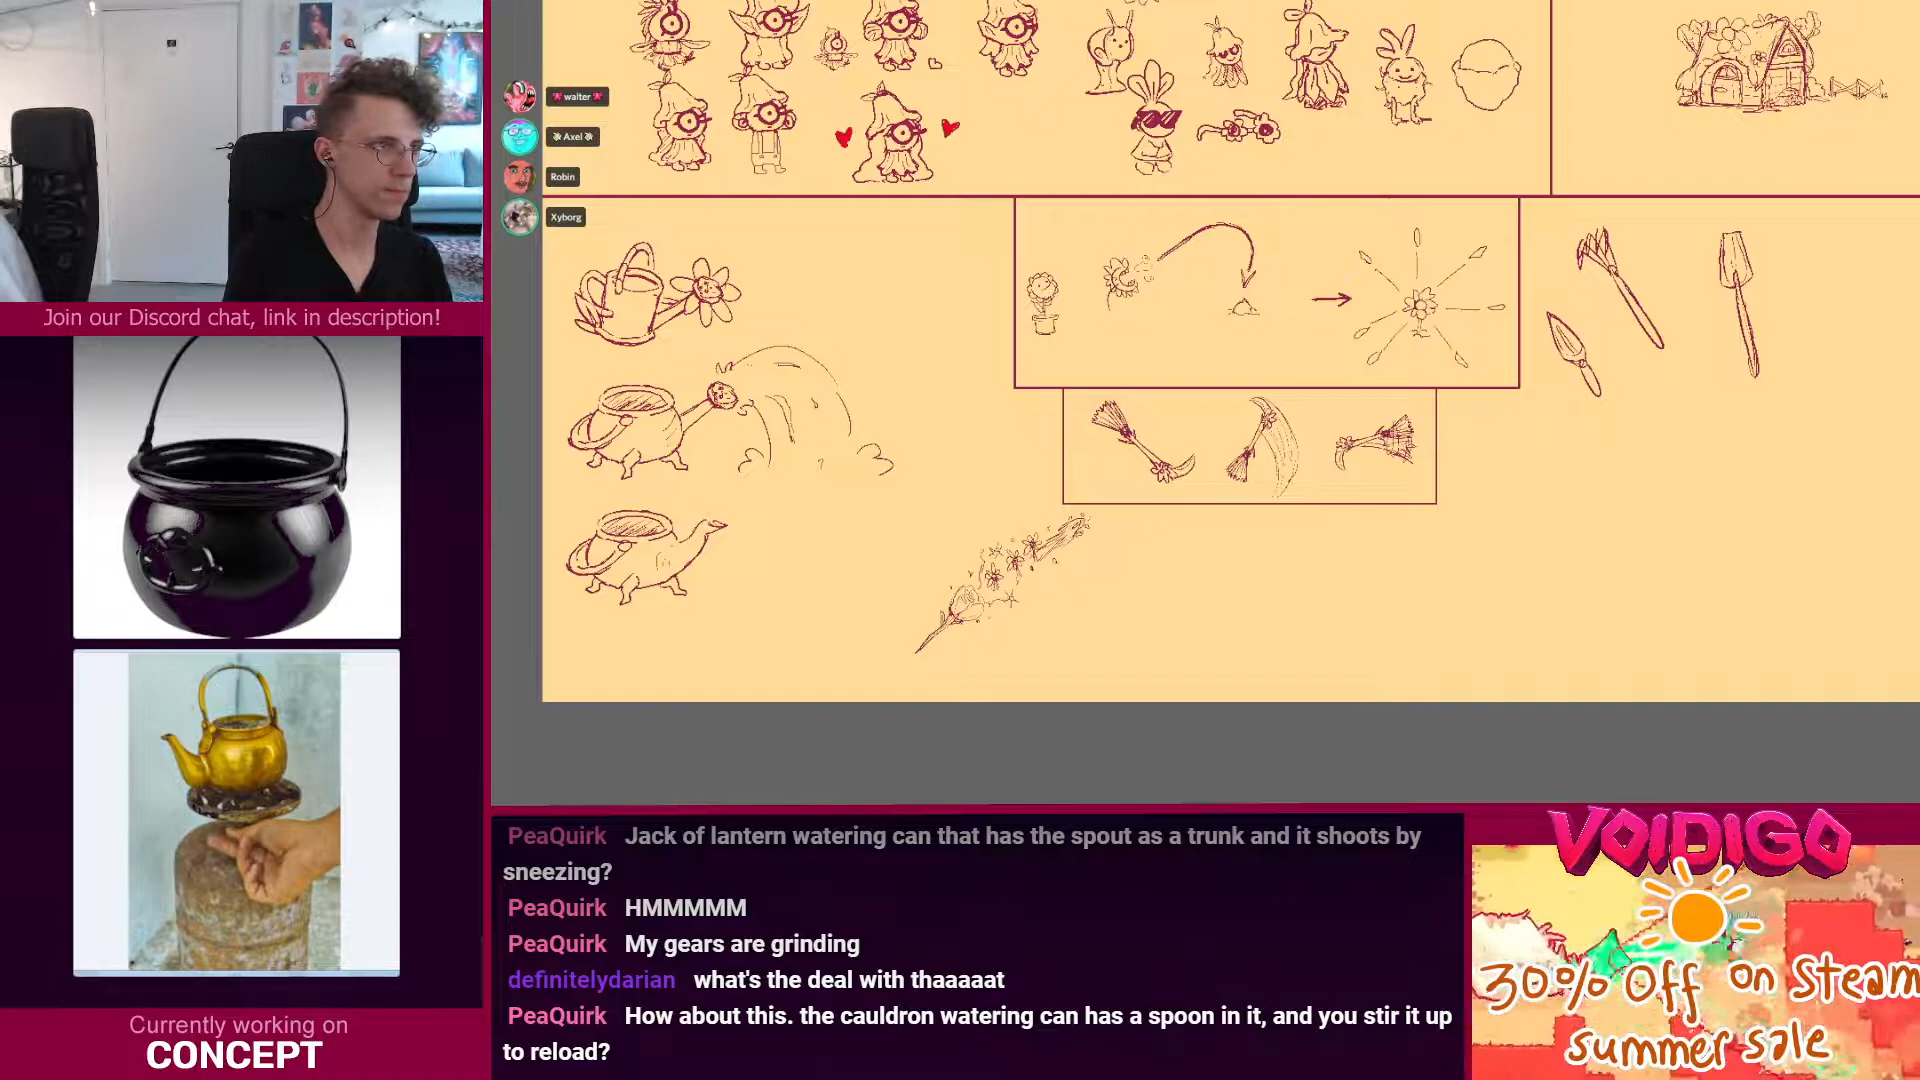 walter
Axel
Robin
Xyborg
Join our Discord chat, link in description!
PeaQuirk Jack of lantern watering can that has the spout as a trunk and it shoots by
sneezing?
PeaQuirk HMMMMM
PeaQuirk My gears are grinding
definitelydarian what's the deal with thaaaaat
PeaQuirk How about this. the cauldron watering can has a spoon in it, and you stir it up
to reload?
Currently working on
CONCEPT
VOIDIGO
30% Off on Steam
summer sale